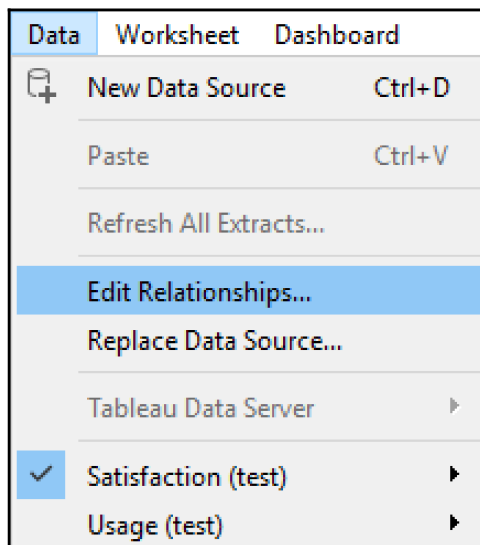 Data Worksheet Dashboard
New Data Source Ctrl+D
Paste Ctrl+V
Refresh All Extracts...
Edit Relationships...
Replace Data Source...
Tableau Data Server
Satisfaction (test)
Usage (test)